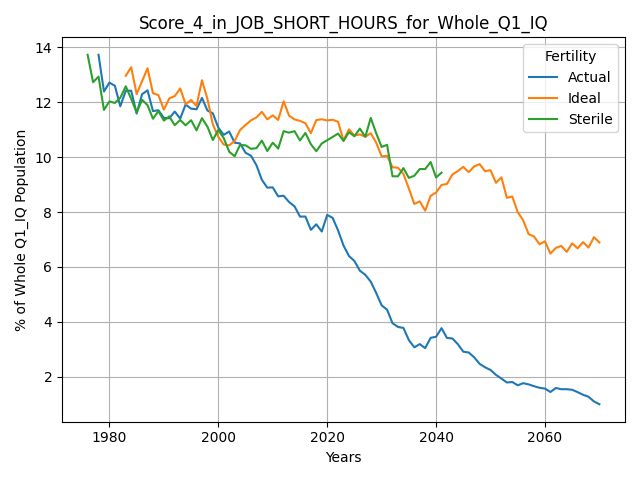 Score_4_in_JOB_SHORT_HOURS_for_Whole_Q1_IQ
% of Whole Q1_IQ Population
14
12
10
8
6
4
2
Fertility
Actual
Ideal
Sterile
1980 2000 2020 2040 2060
Years